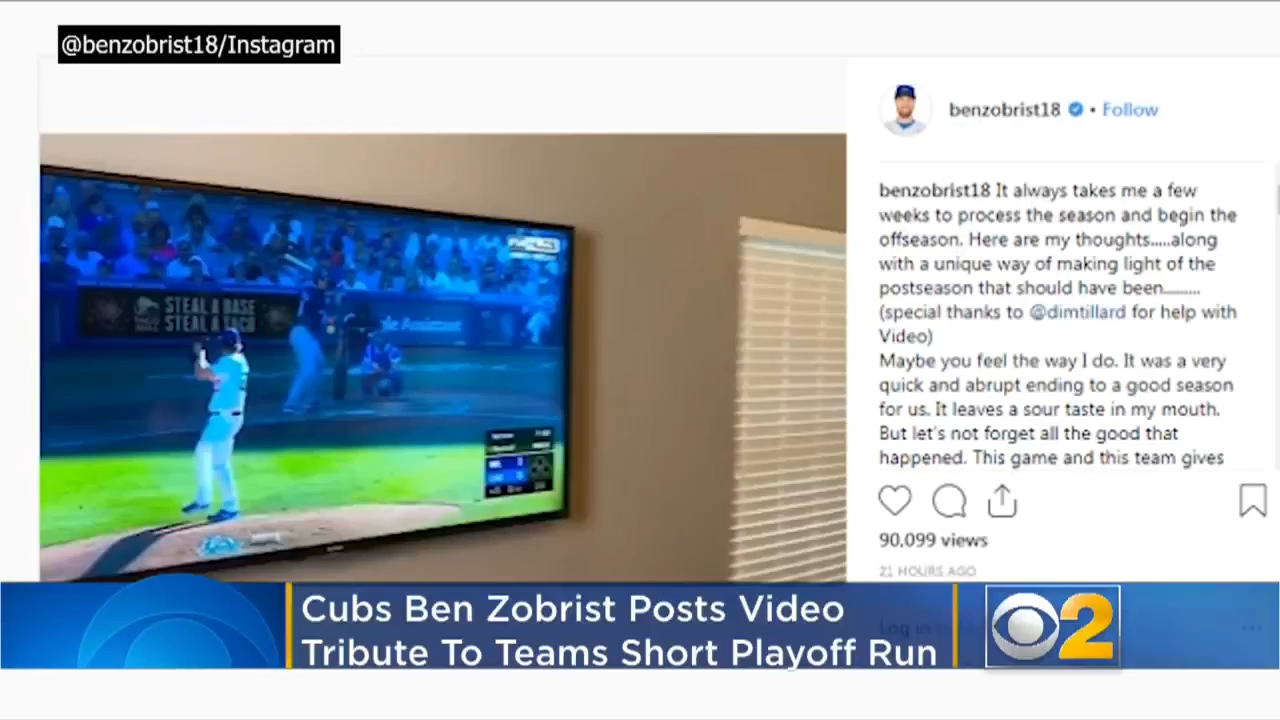 @benzobrist18/Instagram
benzobrist18 • Follow
benzobrist18 It always takes me a few
weeks to process the season and begin the
offseason. Here are my thoughts.....along
with a unique way of making light of the
postseason that should have been.........
(special thanks to @dimtillard for help with
Video)
Maybe you feel the way I do. It was a very
quick and abrupt ending to a good season
for us. It leaves a sour taste in my mouth.
But let's not forget all the good that
happened. This game and this team gives
STEAL A BASE
STEAL A TACO
90,099 views
21 HOURS AGO
Log in
Cubs Ben Zobrist Posts Video
Tribute To Teams Short Playoff Run
2